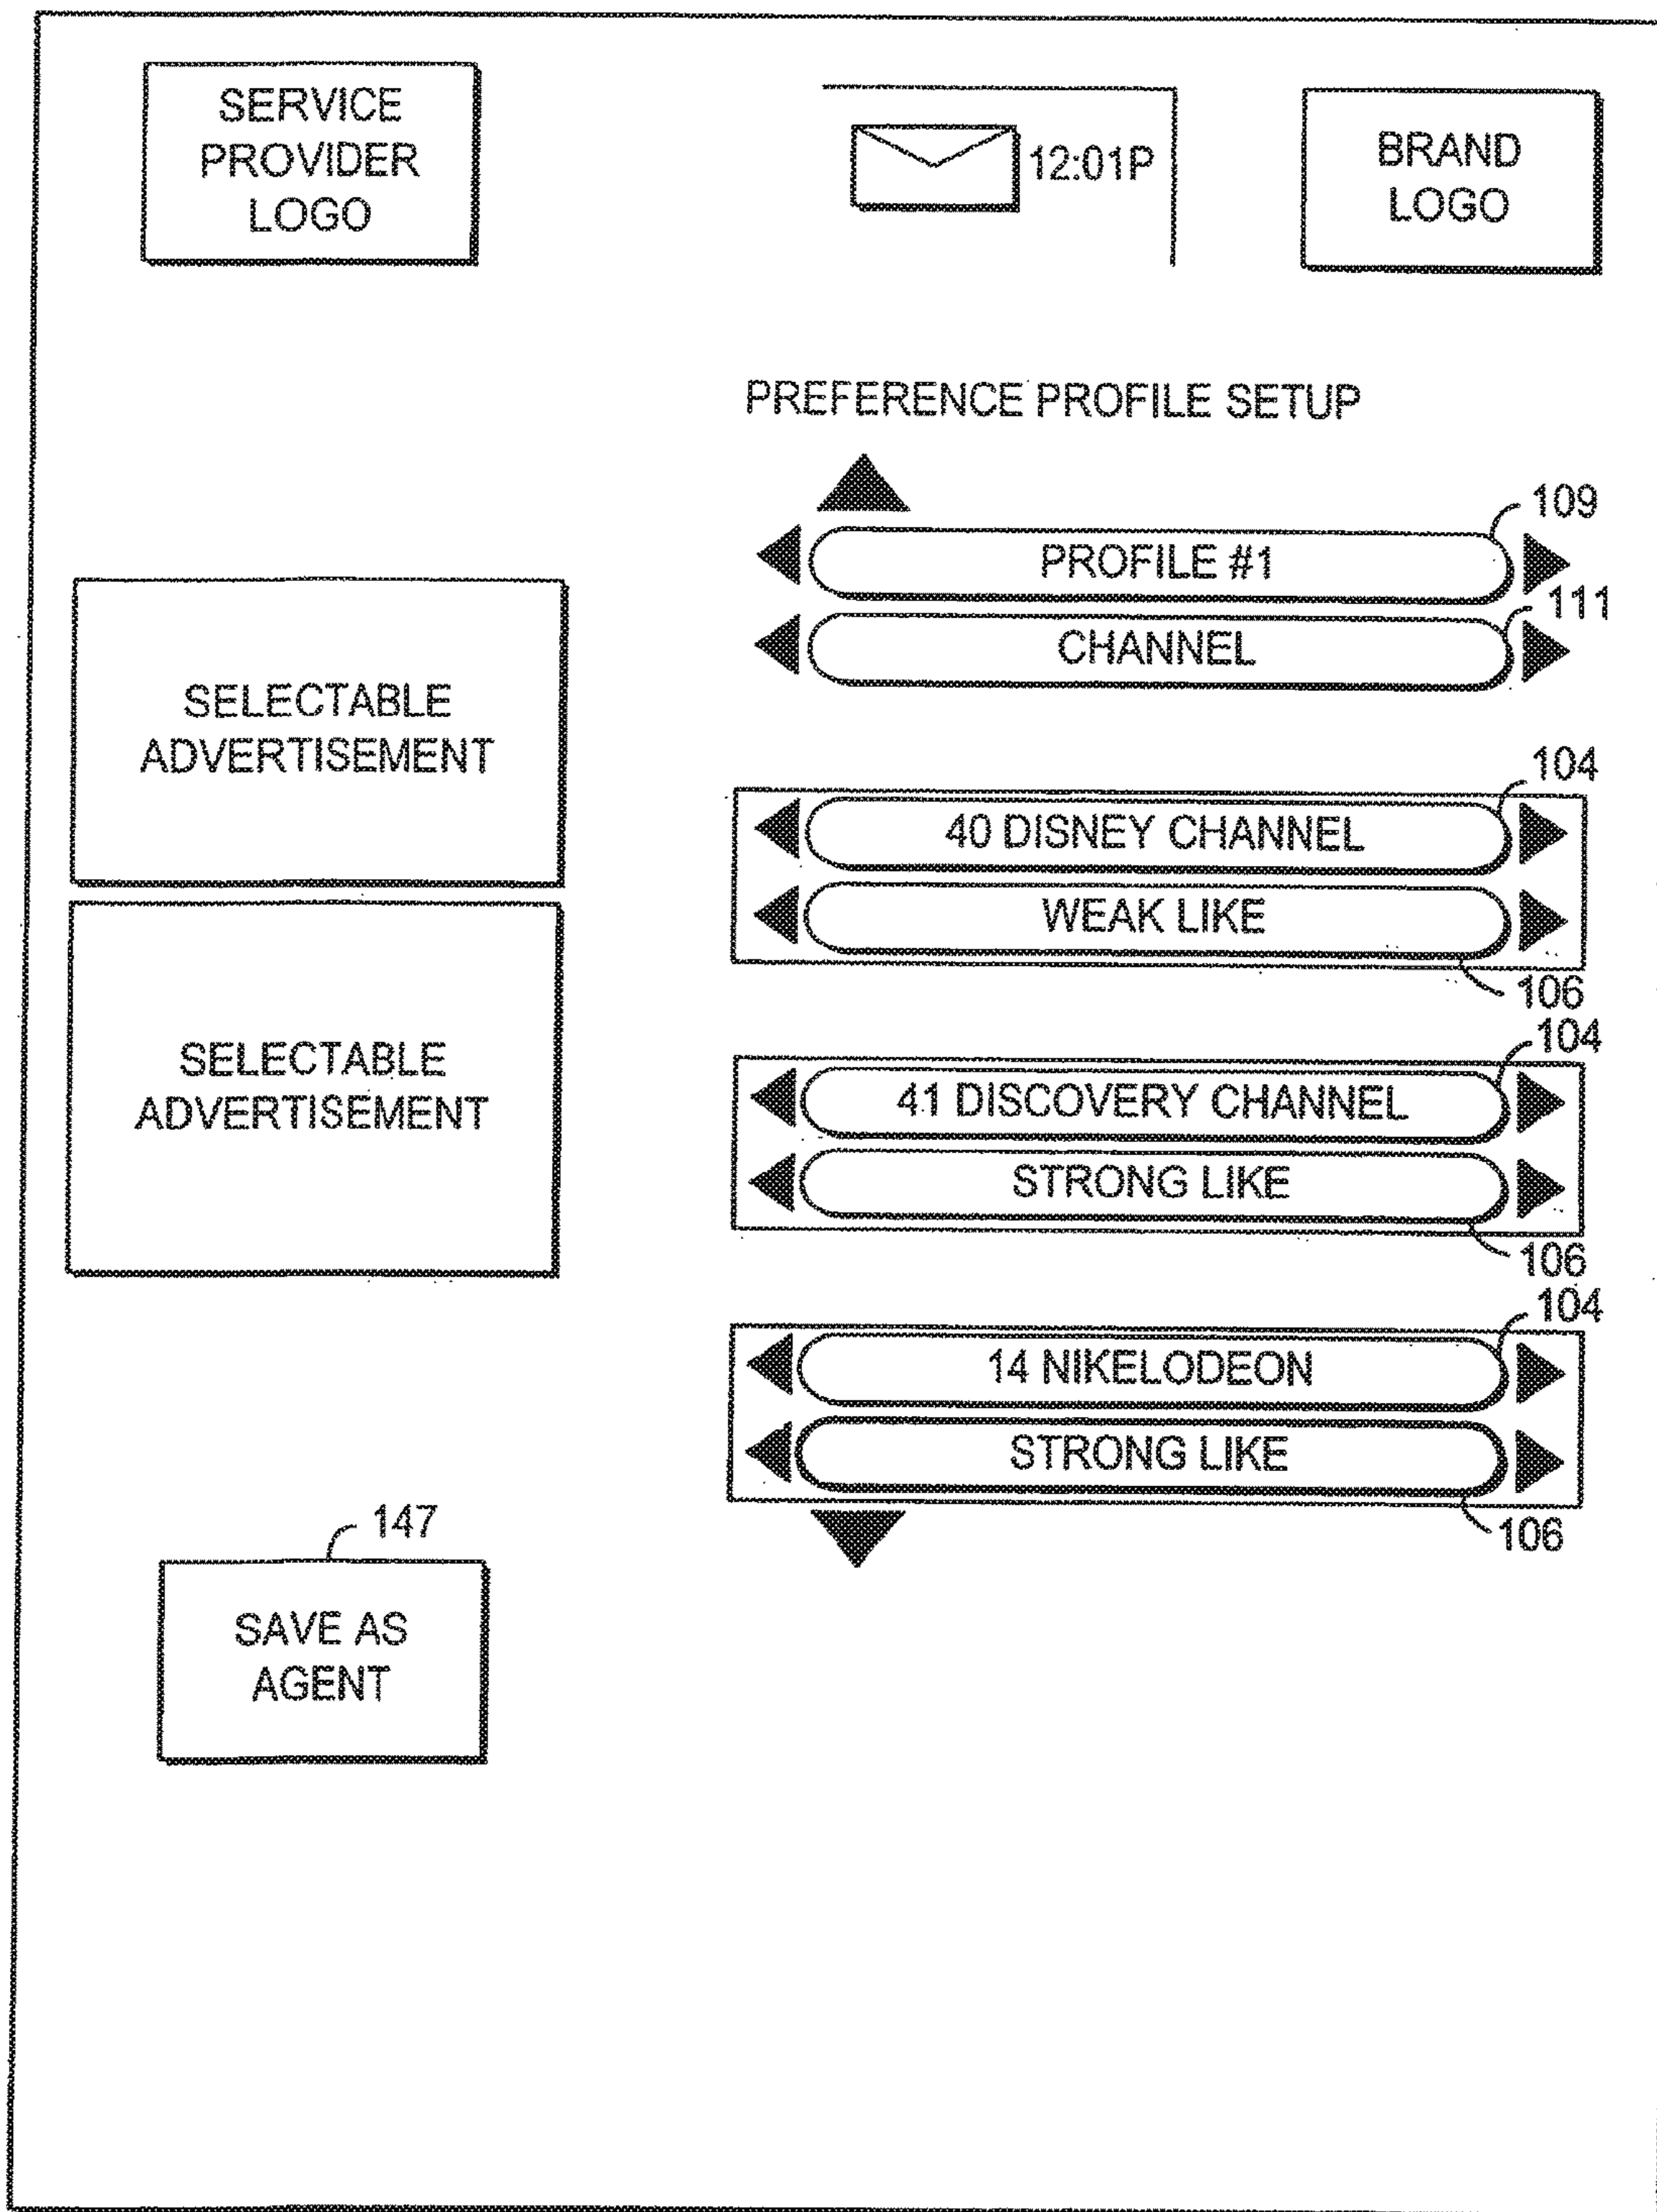 SERVICE
PROVIDER
LOGO
12:01P
BRAND
LOGO
PREFERENCE PROFILE SETUP
109
PROFILE #1
111
CHANNEL
SELECTABLE
ADVERTISEMENT
104
40 DISNEY CHANNEL
WEAK LIKE
106
SELECTABLE
ADVERTISEMENT
104
41 DISCOVERY CHANNEL
STRONG LIKE
106
104
14 NIKELODEON
STRONG LIKE
106
147
SAVE AS
AGENT